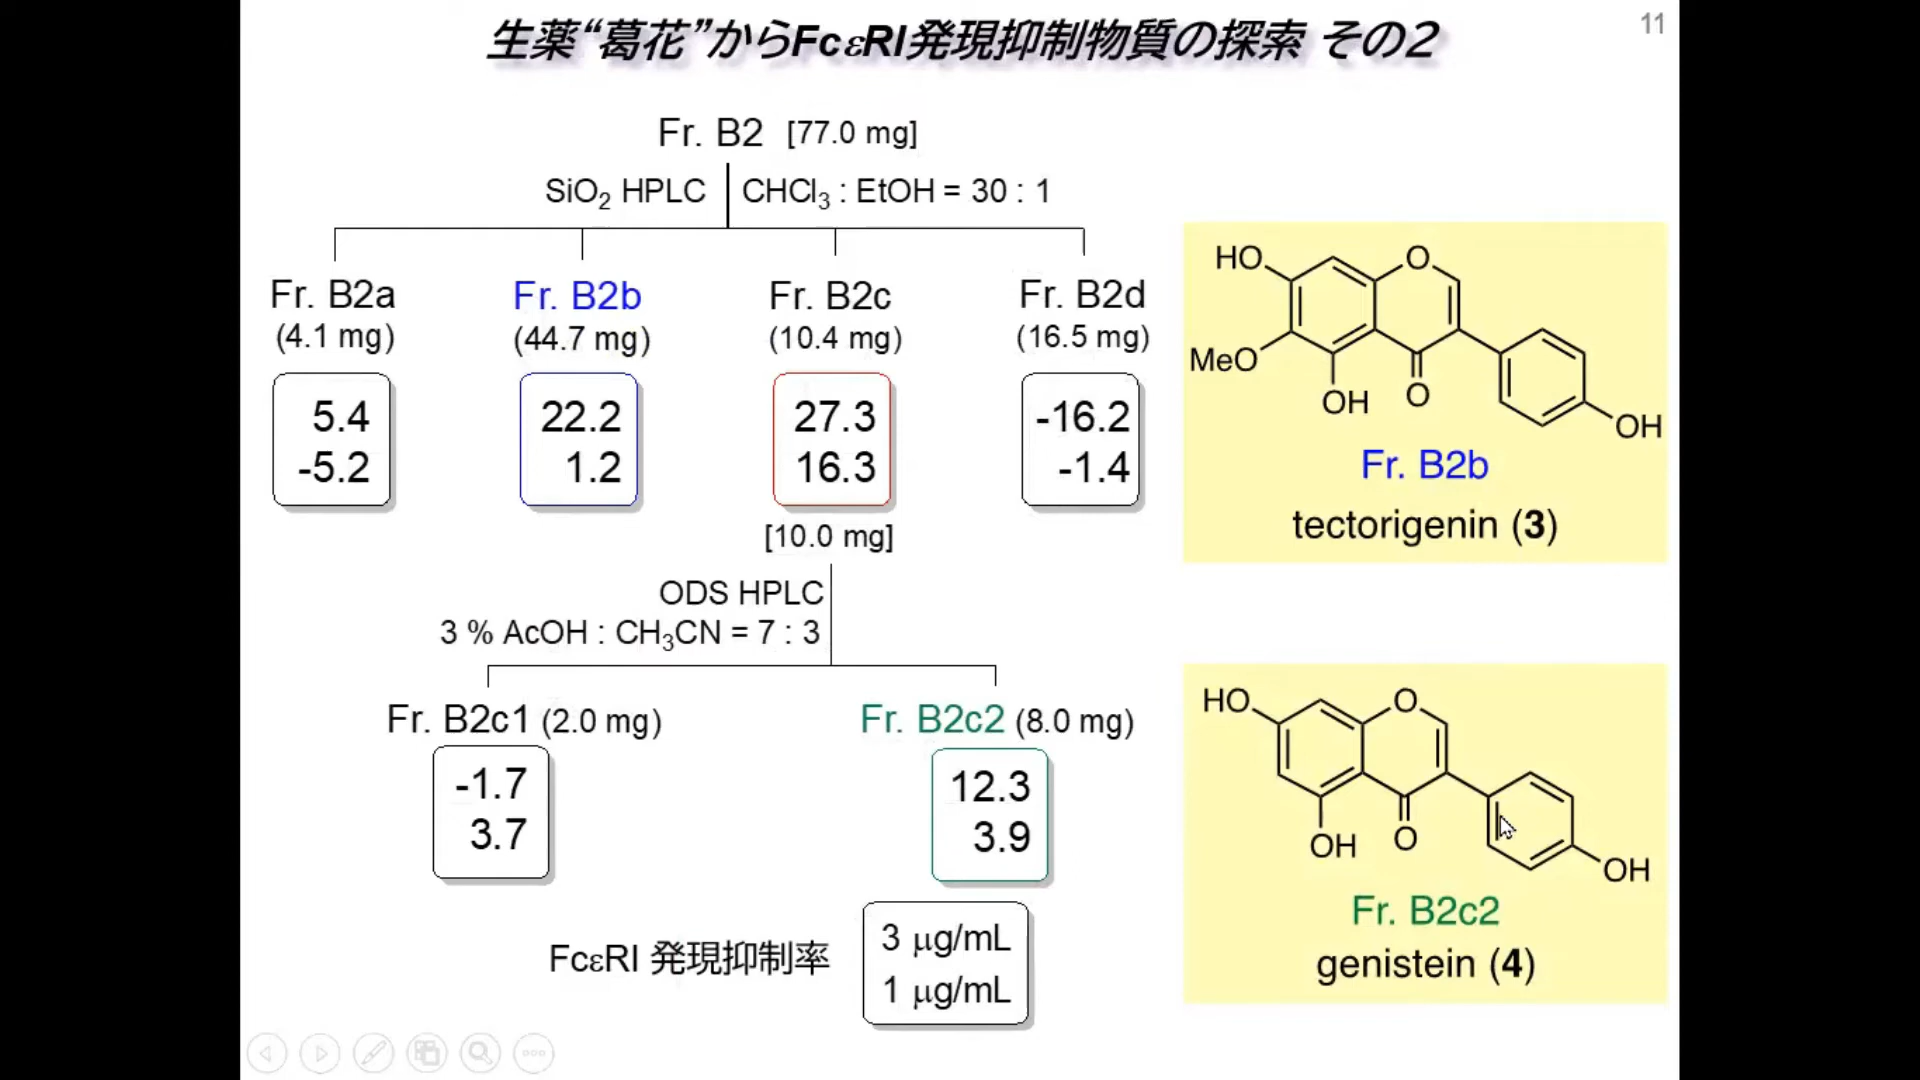 生薬“葛花”からFcεRI発現抑制物質の探索 その2
11
Fr. B2 [77.0 mg]
SiO2 HPLC CHCl3 : EtOH = 30 : 1
Fr. B2a Fr. B2b Fr. B2c Fr. B2d
(4.1 mg) (44.7 mg) (10.4 mg) (16.5 mg)
5.4 22.2 27.3 -16.2
-5.2 1.2 16.3 -1.4
[10.0 mg]
ODS HPLC
3 % AcOH : CH3CN = 7 : 3
Fr. B2c1 (2.0 mg) Fr. B2c2 (8.0 mg)
-1.7 12.3
3.7 3.9
FcεRI 発現抑制率
3 μg/mL
1 μg/mL
HO O
MeO
OH O
OH
Fr. B2b
tectorigenin (3)
HO O
OH O
OH
Fr. B2c2
genistein (4)